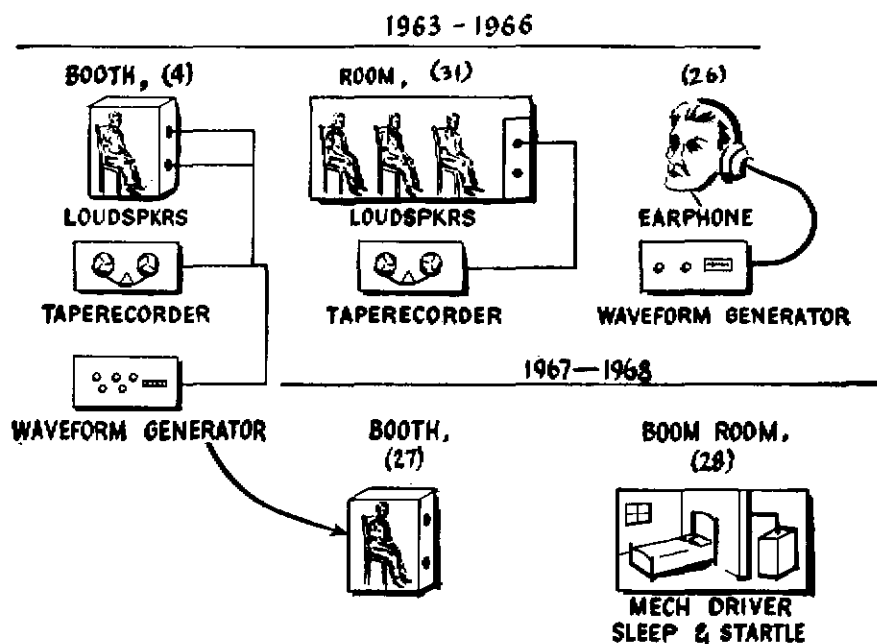 1963 - 1966
BOOTH, (4)
ROOM, (31)
(26)
LOUDSPKRS
LOUDSPKRS
EARPHONE
TAPERECORDER
TAPERECORDER
WAVEFORM GENERATOR
1967-1968
WAVEFORM GENERATOR
BOOTH,
(27)
BOOM ROOM,
(28)
MECH DRIVER
SLEEP & STARTLE